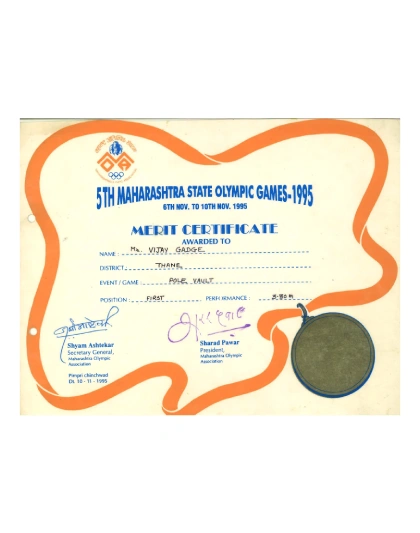 5TH MAHARASHTRA STATE OLYMPIC GAMES-1995
6TH NOV. TO 10TH NOV. 1995
MERIT CERTIFICATE
AWARDED TO
NAME : Mr. VIJAY GADGE
DISTRICT THANE
EVENT / GAME : POLE VAULT
POSITION : FIRST PERFORMANCE :
Shyam Ashtekar
Secretary General,
Maharashtra Olympic
Association
Pimpri chinchwad
Dt. 10 - 11 - 1995
Sharad Pawar
President,
Maharashtra Olympic
Association